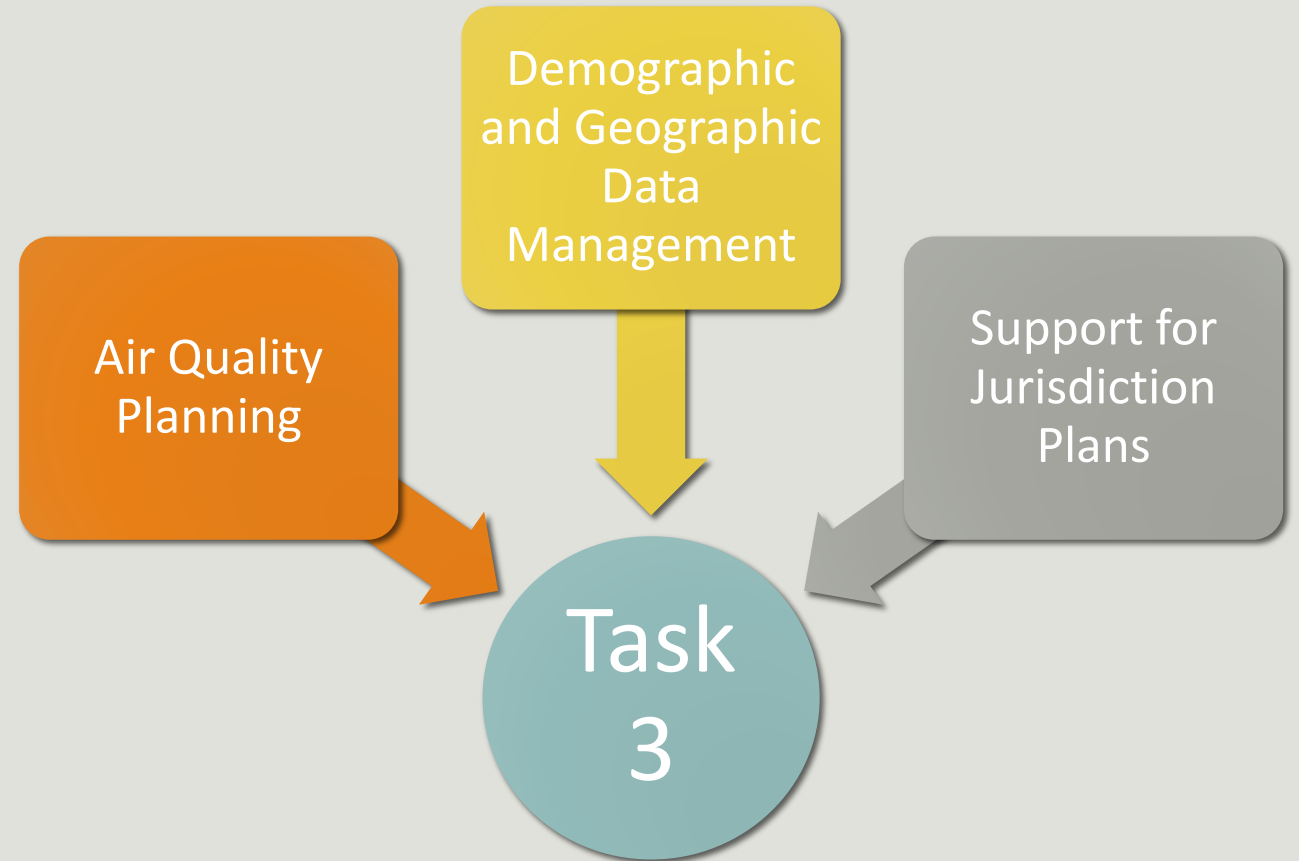 Demographic
and Geographic
Data
Management
Air Quality
Planning
Support for
Jurisdiction
Plans
Task
3